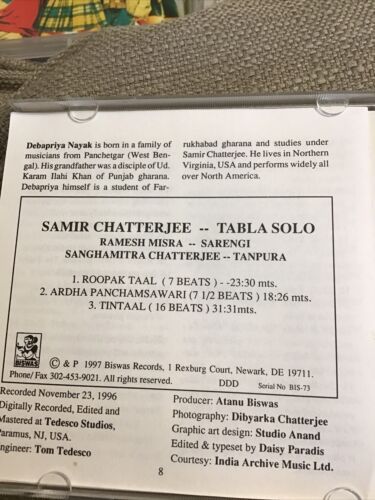 Debapriya Nayak is born in a family of
musicians from Panchetgar (West Ben-
gal). His grandfather was a disciple of Ud.
Karam Ilahi Khan of Punjab gharana.
Debapriya himself is a student of Far-
rukhabad gharana and studies under
Samir Chatterjee. He lives in Northern
Virginia, USA and performs widely all
over North America.
SAMIR CHATTERJEE -- TABLA SOLO
RAMESH MISRA -- SARENGI
SANGHAMITRA CHATTERJEE -- TANPURA
1. ROOPAK TAAL ( 7 BEATS ) - -23:30 mts.
2. ARDHA PANCHAMSAWARI (7 1/2 BEATS ) 18:26 mts.
3. TINTAAL ( 16 BEATS ) 31:31mts.
BISWAS
© & P 1997 Biswas Records, 1 Rexburg Court, Newark, DE 19711.
Phone/ Fax 302-453-9021. All rights reserved. DDD Serial No BIS-73
Recorded November 23, 1996
Digitally Recorded, Edited and
Mastered at Tedesco Studios,
Paramus, NJ, USA.
Engineer: Tom Tedesco
Producer: Atanu Biswas
Photography: Dibyarka Chatterjee
Graphic art design: Studio Anand
Edited & typeset by Daisy Paradis
Courtesy: India Archive Music Ltd.
8